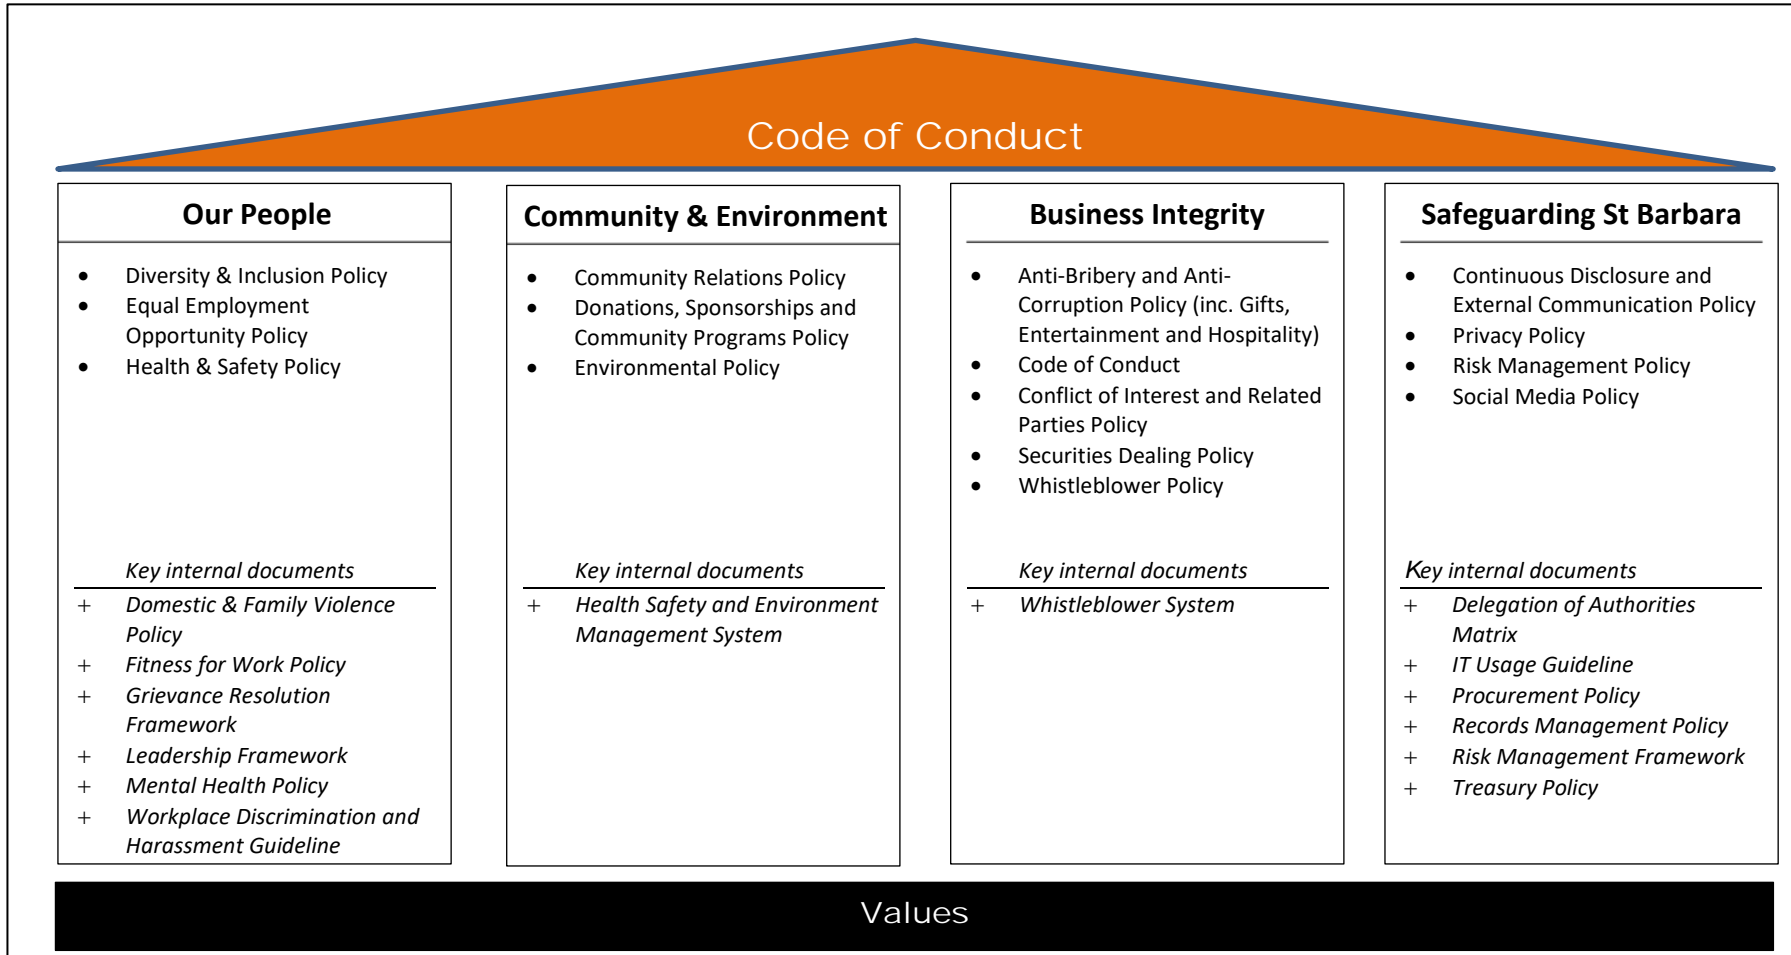 Code of Conduct
Our People
• Diversity & Inclusion Policy
• Equal Employment
Opportunity Policy
• Health & Safety Policy
Key internal documents
+ Domestic & Family Violence
Policy
+ Fitness for Work Policy
+ Grievance Resolution
Framework
+ Leadership Framework
+ Mental Health Policy
+ Workplace Discrimination and
Harassment Guideline
Community & Environment
• Community Relations Policy
• Donations, Sponsorships and
Community Programs Policy
• Environmental Policy
Key internal documents
+ Health Safety and Environment
Management System
Business Integrity
• Anti-Bribery and Anti-
Corruption Policy (inc. Gifts,
Entertainment and Hospitality)
• Code of Conduct
• Conflict of Interest and Related
Parties Policy
• Securities Dealing Policy
• Whistleblower Policy
Key internal documents
+ Whistleblower System
Safeguarding St Barbara
• Continuous Disclosure and
External Communication Policy
• Privacy Policy
• Risk Management Policy
• Social Media Policy
Key internal documents
+ Delegation of Authorities
Matrix
+ IT Usage Guideline
+ Procurement Policy
+ Records Management Policy
+ Risk Management Framework
+ Treasury Policy
Values